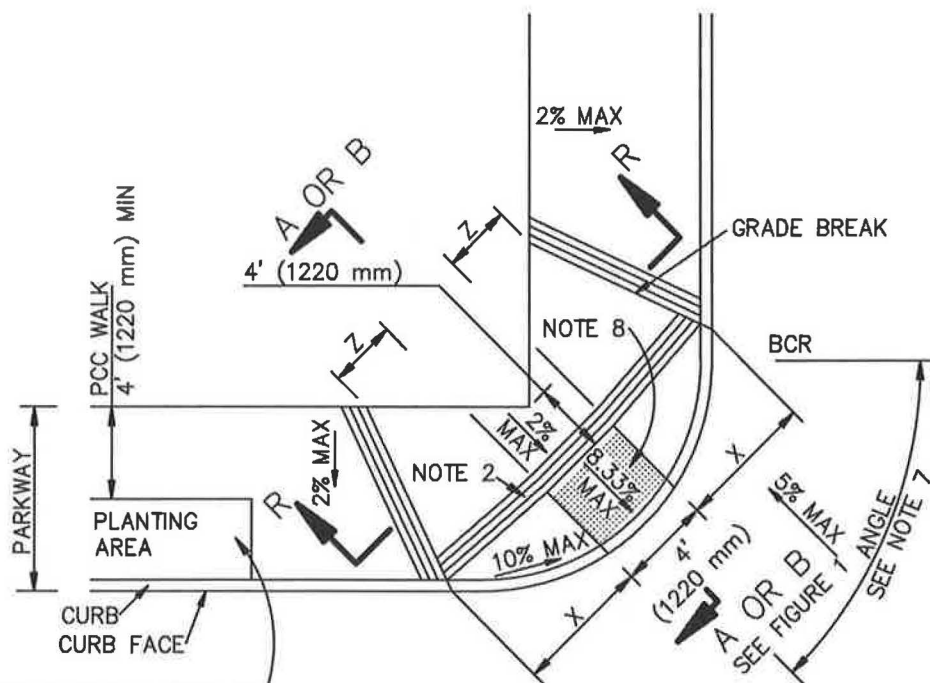 2% MAX
R
A OR B
Z
4' (1220 mm)
GRADE BREAK
PCC WALK
4' (1220 mm) MIN
NOTE 8
BCR
Z
2%
MAX
8.33%
MAX
X
PARKWAY
2% MAX
NOTE 2
R
5% MAX
ANGLE
SEE NOTE 7
PLANTING
AREA
10% MAX
4'
(1220 mm)
A OR B
SEE FIGURE 1
X
CURB
CURB FACE